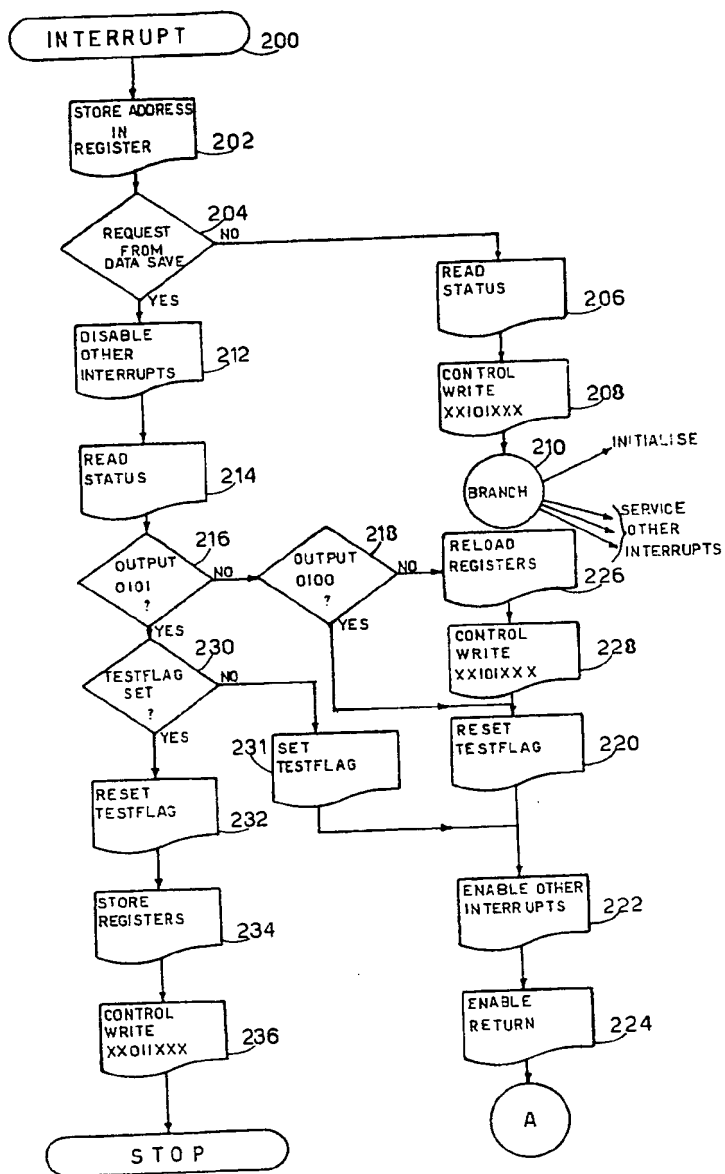 INTERRUPT
200
STORE ADDRESS
IN
REGISTER
202
204
REQUEST
FROM
DATA SAVE
NO
YES
READ
STATUS
206
DISABLE
OTHER
INTERRUPTS
212
CONTROL
WRITE
XX101XXX
208
210
BRANCH
INITIALISE
SERVICE
OTHER
INTERRUPTS
READ
STATUS
214
216
OUTPUT
0101
?
NO
YES
218
OUTPUT
0100
?
NO
YES
RELOAD
REGISTERS
226
CONTROL
WRITE
XX101XXX
228
230
TESTFLAG
SET
?
NO
YES
231
SET
TESTFLAG
RESET
TESTFLAG
220
RESET
TESTFLAG
232
STORE
REGISTERS
234
ENABLE OTHER
INTERRUPTS
222
CONTROL
WRITE
XX011XXX
236
ENABLE
RETURN
224
A
STOP